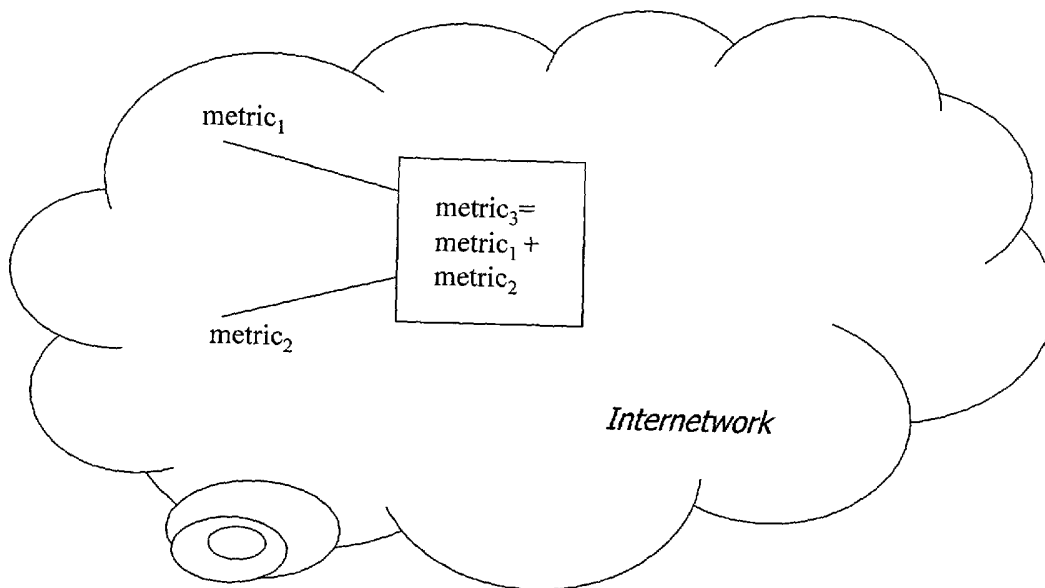 metric₁
metric₃=
metric₁ +
metric₂
metric₂
Internetwork